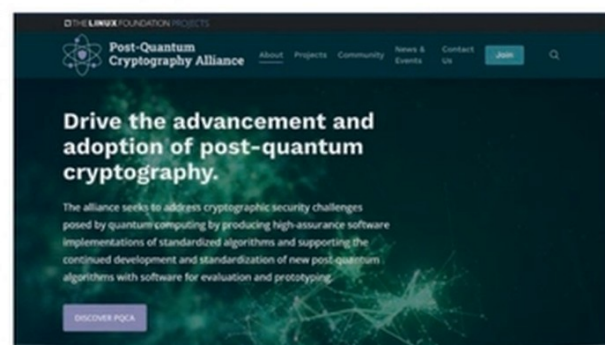 THE LINUX FOUNDATION PROJECTS
Post-Quantum
Cryptography Alliance
About
Projects
Community
News &
Events
Contact
Us
Join
Drive the advancement and
adoption of post-quantum
cryptography.
The alliance seeks to address cryptographic security challenges
posed by quantum computing by producing high-assurance software
implementations of standardized algorithms and supporting the
continued development and standardization of new post-quantum
algorithms with software for evaluation and prototyping.
DISCOVER PQCA